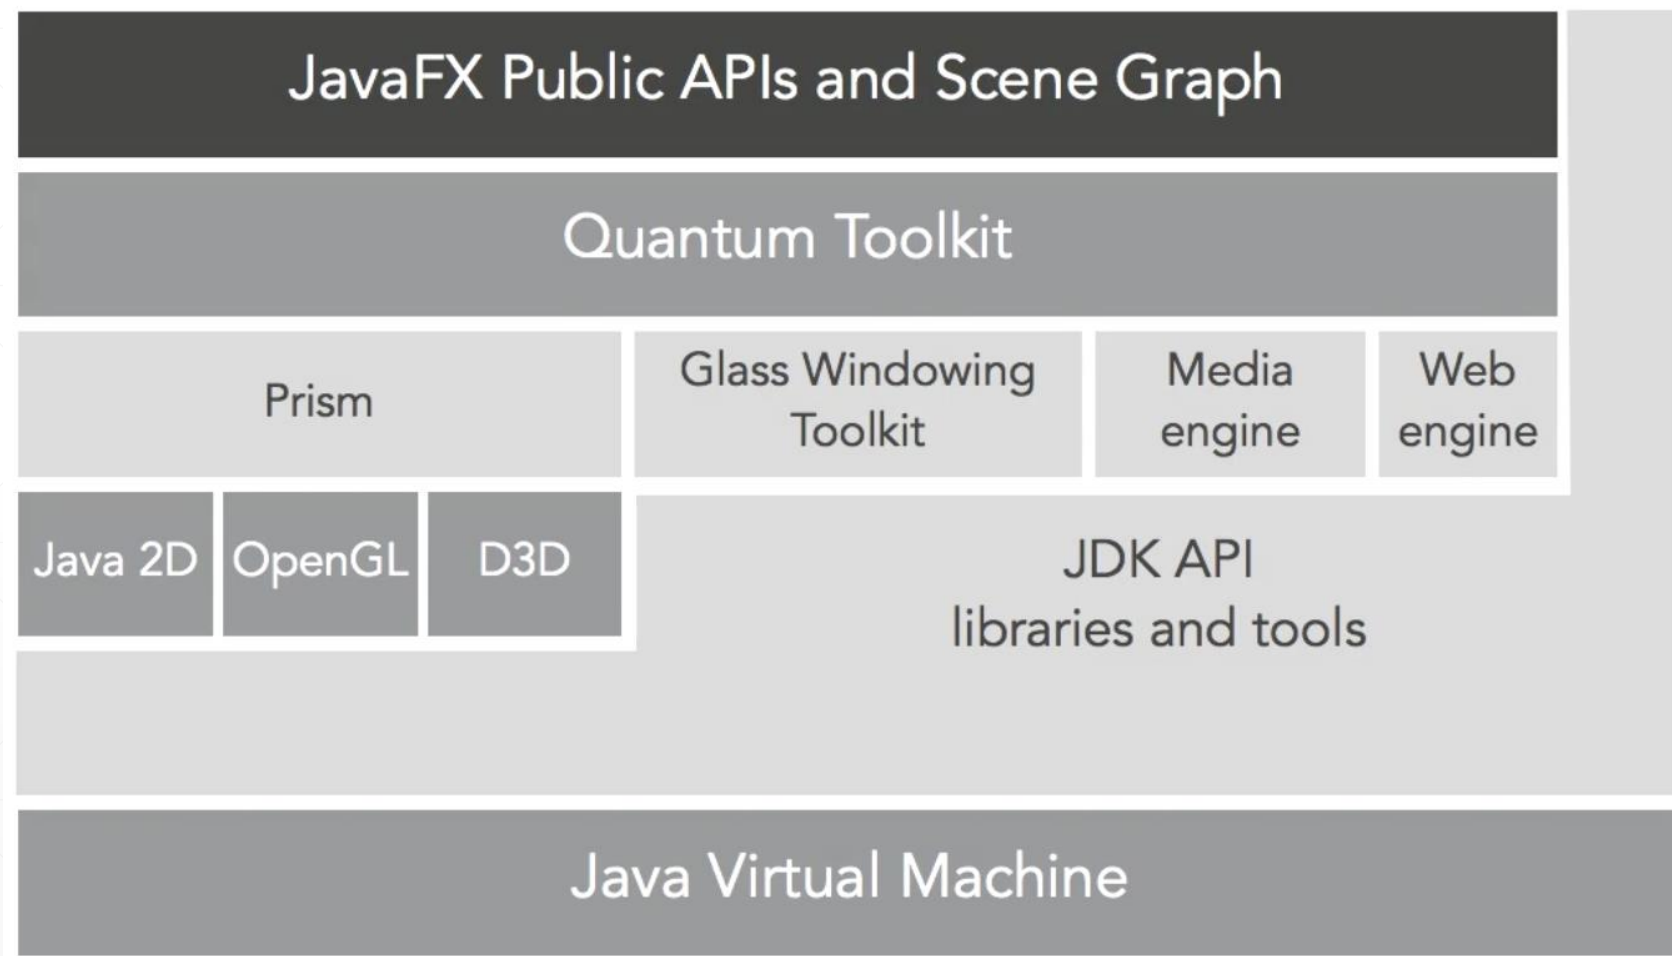 JavaFX Public APIs and Scene Graph
Quantum Toolkit
Prism
Glass Windowing
Toolkit
Media
engine
Web
engine
Java 2D
OpenGL
D3D
JDK API
libraries and tools
Java Virtual Machine